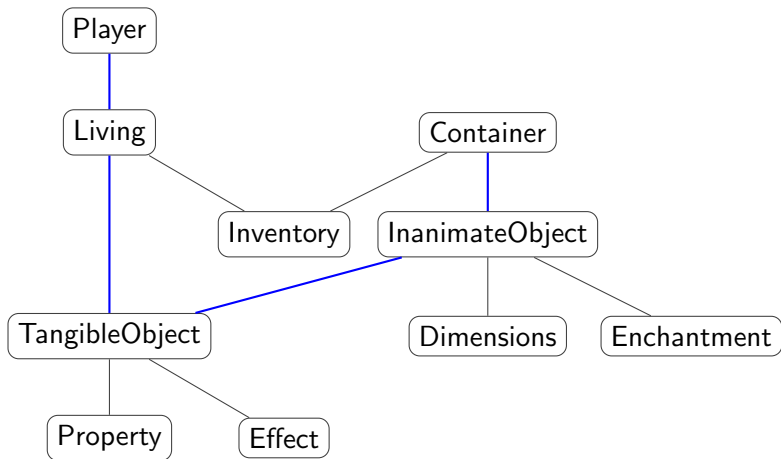 Player
Living
Container
Inventory
InanimateObject
TangibleObject
Dimensions
Enchantment
Property
Effect